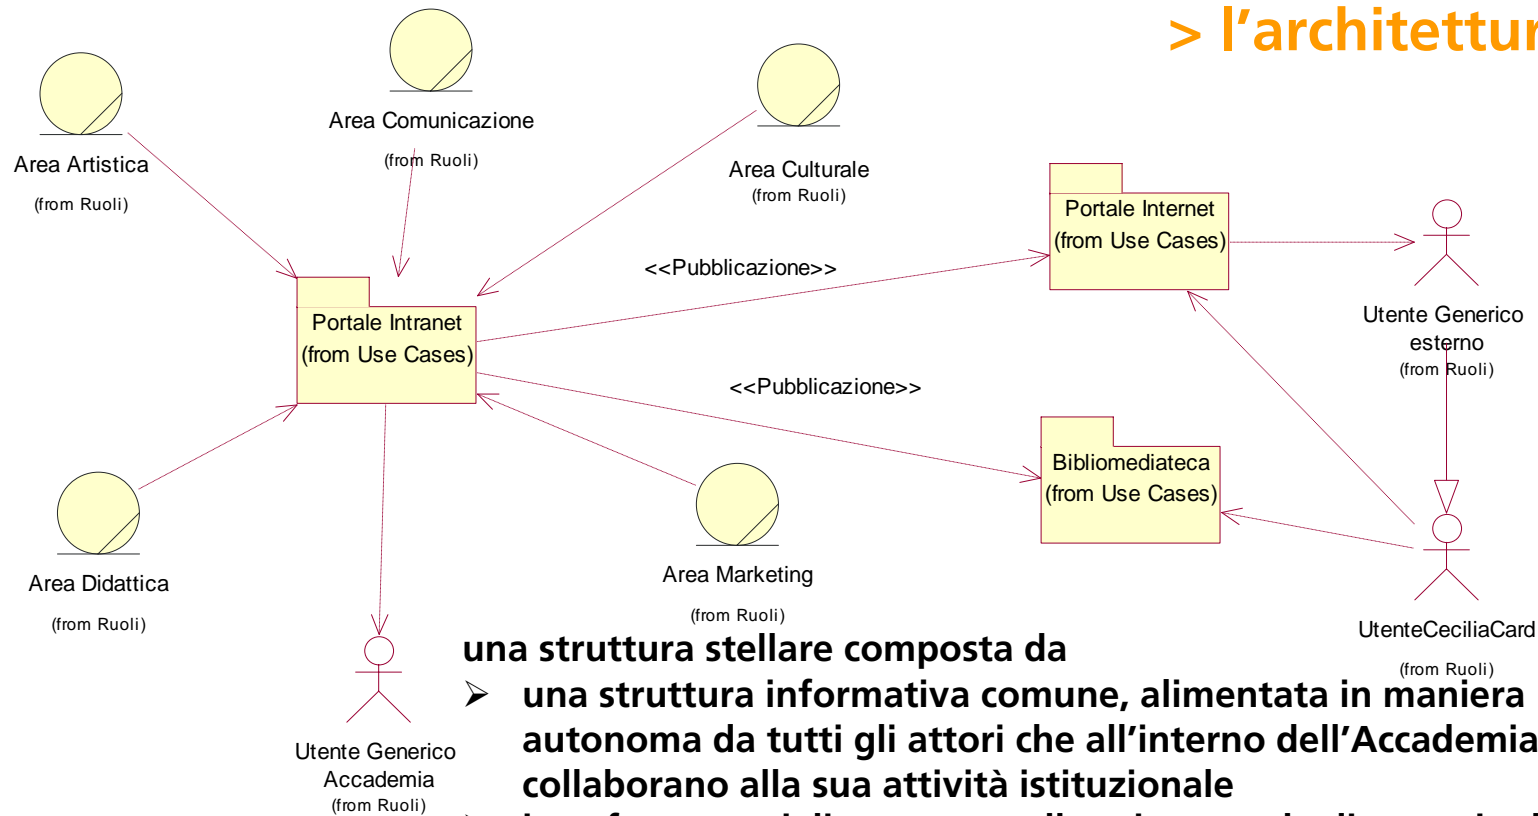 > l’architettur
Area Artistica
(from Ruoli)
Area Comunicazione
(from Ruoli)
Area Culturale
(from Ruoli)
Portale Internet
(from Use Cases)
<<Pubblicazione>>
Portale Intranet
(from Use Cases)
Utente Generico
esterno
(from Ruoli)
<<Pubblicazione>>
Bibliomediateca
(from Use Cases)
Area Didattica
(from Ruoli)
Area Marketing
(from Ruoli)
UtenteCeciliaCard
(from Ruoli)
Utente Generico
Accademia
(from Ruoli)
una struttura stellare composta da
➢ una struttura informativa comune, alimentata in maniera
autonoma da tutti gli attori che all’interno dell’Accademia
collaborano alla sua attività istituzionale